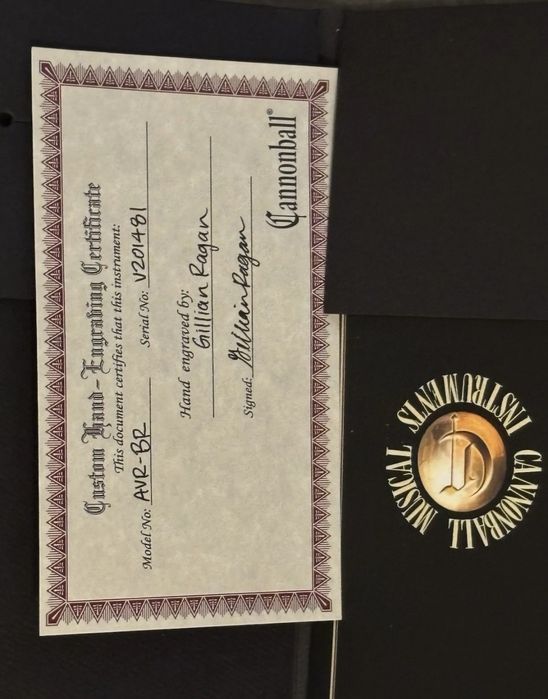 Custom Hand-Engraving Certificate
This document certifies that this instrument:
Model No: AVR-BR Serial No: V201481
Hand engraved by:
Gillian Ragan
Signed: Gillian Ragan
Cannonball®
CANNONBALL MUSICAL INSTRUMENTS
C